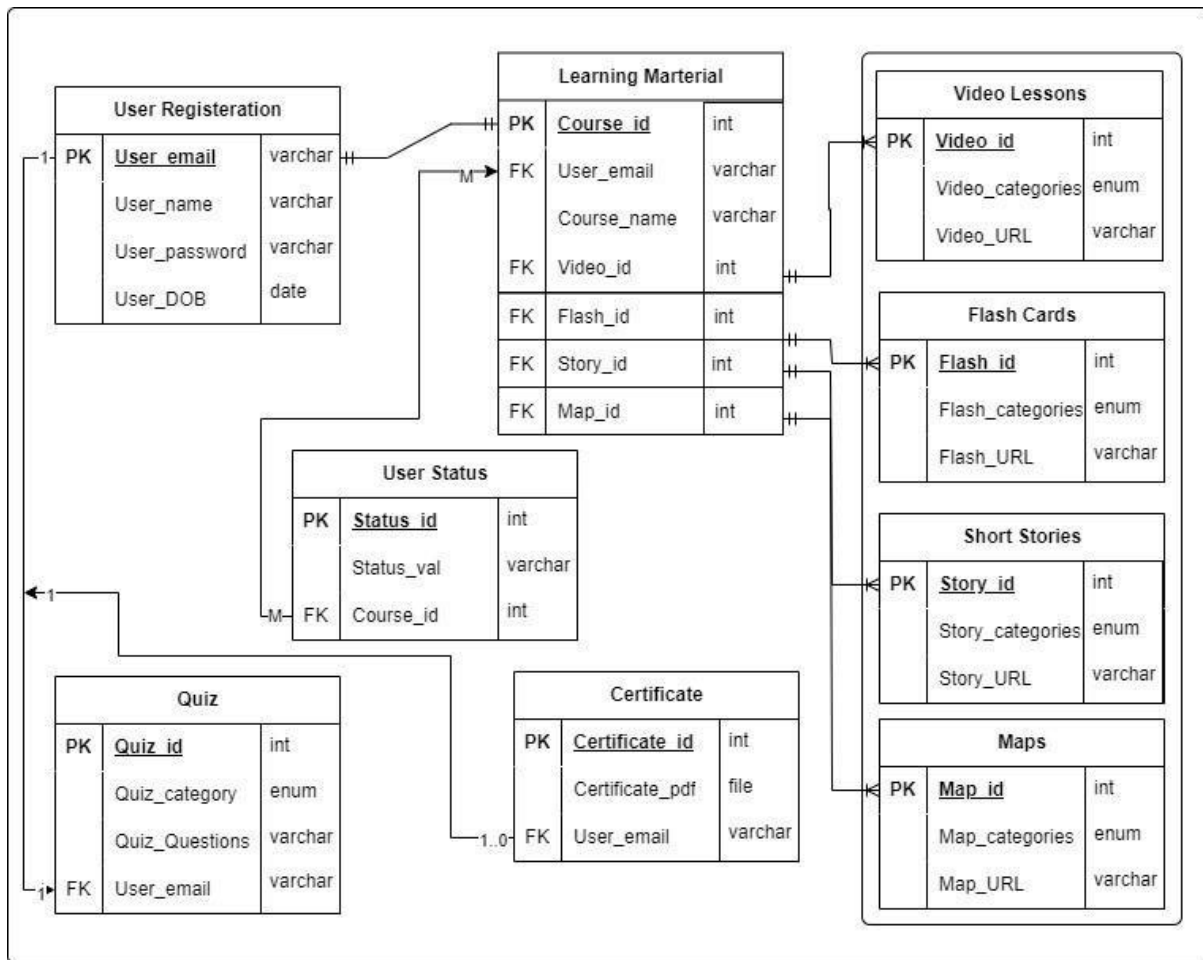 User Registeration
PK User_email varchar
User_name varchar
User_password varchar
User_DOB date
Learning Marterial
PK Course_id int
FK User_email varchar
Course_name varchar
FK Video_id int
FK Flash_id int
FK Story_id int
FK Map_id int
Video Lessons
PK Video_id int
Video_categories enum
Video_URL varchar
Flash Cards
PK Flash_id int
Flash_categories enum
Flash_URL varchar
Short Stories
PK Story_id int
Story_categories enum
Story_URL varchar
Maps
PK Map_id int
Map_categories enum
Map_URL varchar
User Status
PK Status_id int
Status_val varchar
FK Course_id int
Quiz
PK Quiz_id int
Quiz_category enum
Quiz_Questions varchar
FK User_email varchar
Certificate
PK Certificate_id int
Certificate_pdf file
FK User_email varchar
1
M
M
1
1
1..0